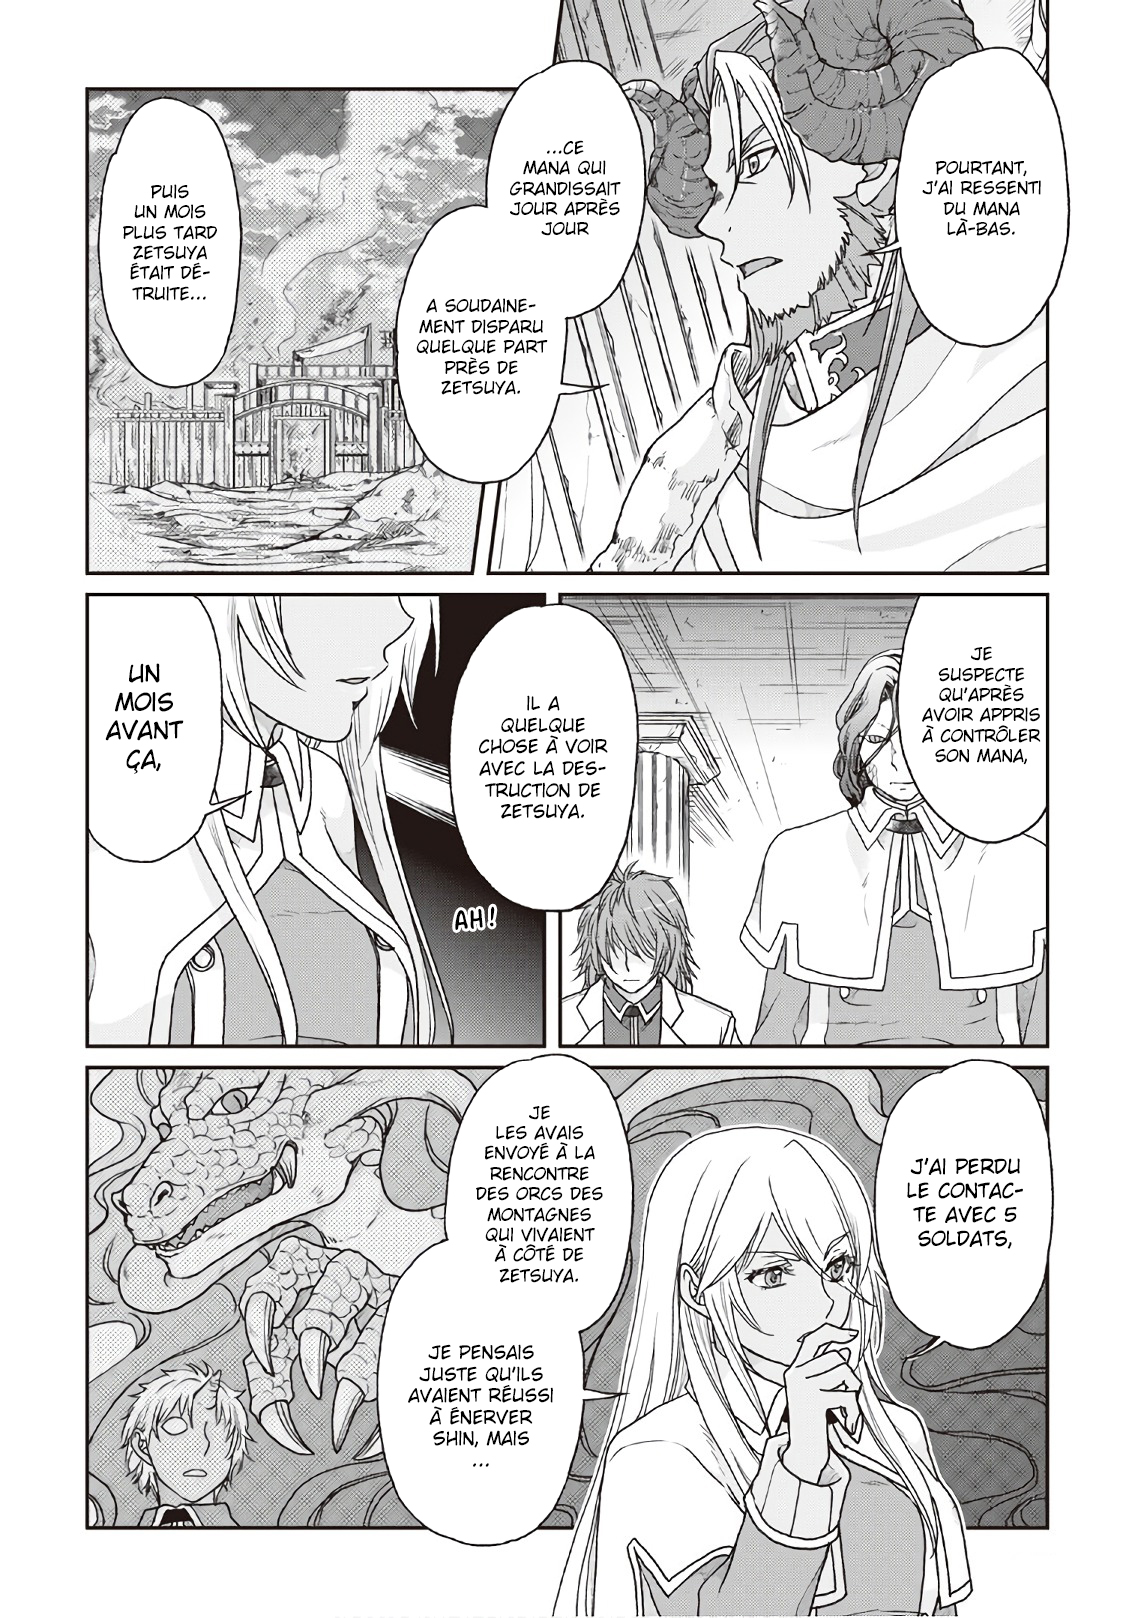 POURTANT,
J'AI RESSENTI
DU MANA
LÀ-BAS.
...CE
MANA QUI
GRANDISSAIT
JOUR APRÈS
JOUR
A SOUDAINE-
MENT DISPARU
QUELQUE PART
PRÈS DE
ZETSUYA.
PUIS
UN MOIS
PLUS TARD
ZETSUYA
ÉTAIT DÉ-
TRUITE...
JE
SUSPECTE
QU'APRÈS
AVOIR APPRIS
À CONTRÔLER
SON MANA,
IL A
QUELQUE
CHOSE À VOIR
AVEC LA DES-
TRUCTION DE
ZETSUYA.
AH!
UN
MOIS
AVANT
ÇA,
J'AI PERDU
LE CONTAC-
TE AVEC 5
SOLDATS,
JE
LES AVAIS
ENVOYÉ À LA
RENCONTRE
DES ORCS DES
MONTAGNES
QUI VIVAIENT
À CÔTÉ DE
ZETSUYA.
JE PENSAIS
JUSTE QU'ILS
AVAIENT RÉUSSI
À ÉNERVER
SHIN, MAIS
...